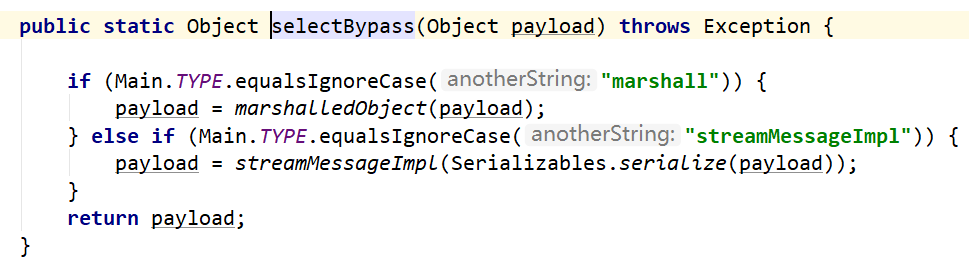 public static Object selectBypass(Object payload) throws Exception {
if (Main.TYPE.equalsIgnoreCase( anotherString: "marshall")) {
payload = marshalledObject(payload);
} else if (Main.TYPE.equalsIgnoreCase( anotherString: "streamMessageImpl")) {
payload = streamMessageImpl(Serializables.serialize(payload));
}
return payload;
}